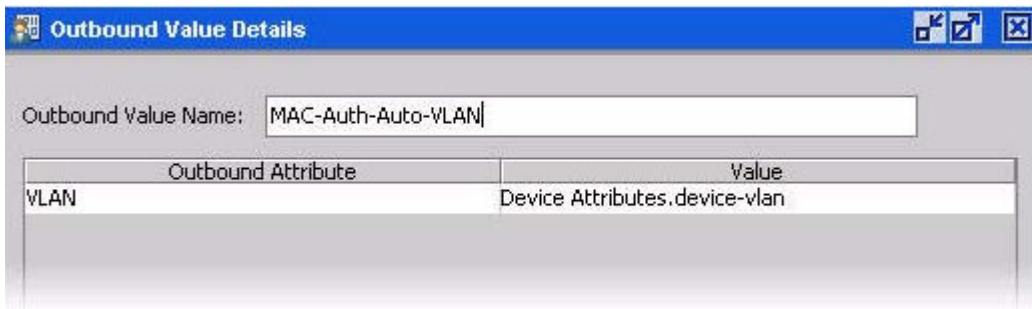 Outbound Value Details
Outbound Value Name: MAC-Auth-Auto-VLAN
Outbound Attribute Value
VLAN Device Attributes.device-vlan